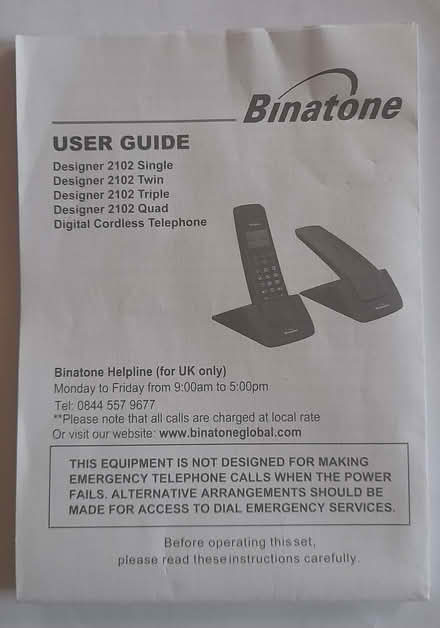 Binatone
USER GUIDE
Designer 2102 Single
Designer 2102 Twin
Designer 2102 Triple
Designer 2102 Quad
Digital Cordless Telephone
Binatone Helpline (for UK only)
Monday to Friday from 9:00am to 5:00pm
Tel: 0844 557 9677
**Please note that all calls are charged at local rate
Or visit our website: www.binatoneglobal.com
THIS EQUIPMENT IS NOT DESIGNED FOR MAKING
EMERGENCY TELEPHONE CALLS WHEN THE POWER
FAILS. ALTERNATIVE ARRANGEMENTS SHOULD BE
MADE FOR ACCESS TO DIAL EMERGENCY SERVICES.
Before operating this set,
please read these instructions carefully.